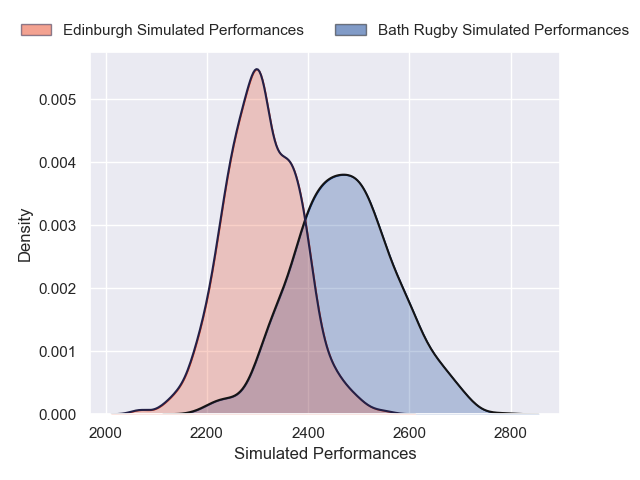 Edinburgh Simulated Performances
Bath Rugby Simulated Performances
0.005
0.004
0.003
0.002
0.001
0.000
Density
2000 2200 2400 2600 2800
Simulated Performances